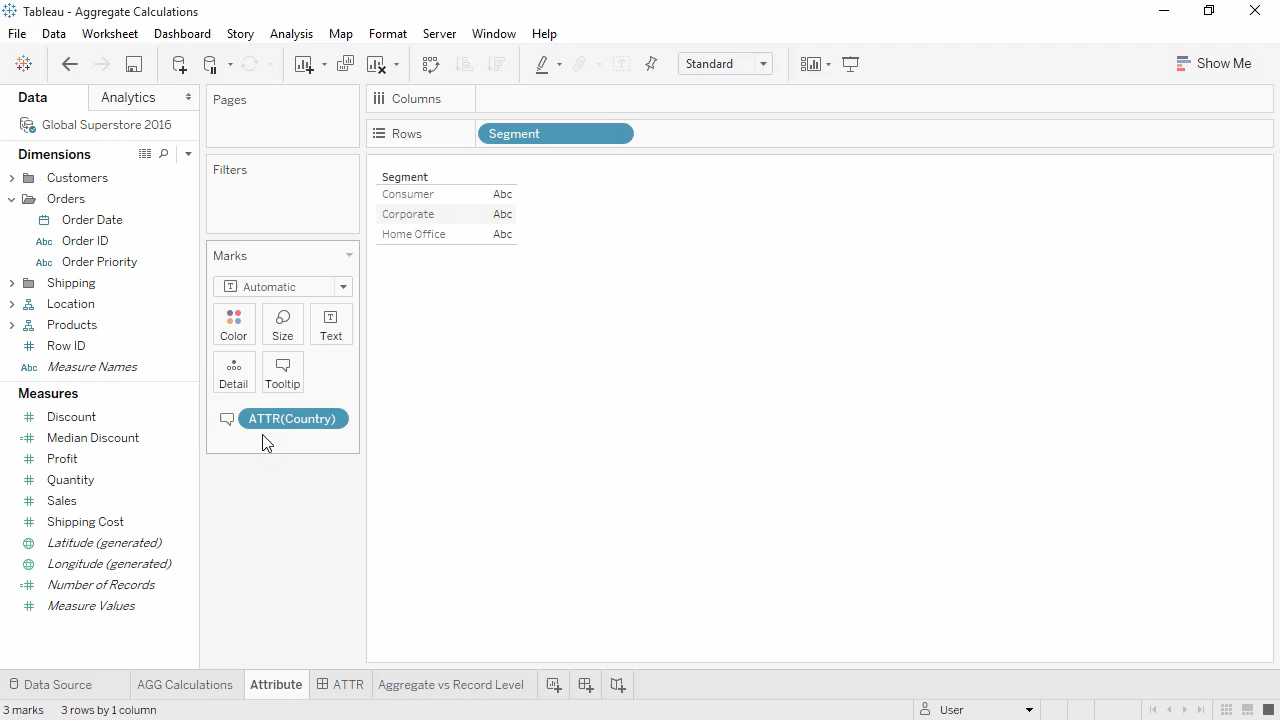 Tableau - Aggregate Calculations
File Data Worksheet Dashboard Story Analysis Map Format Server Window Help
Standard
Show Me
Data Analytics
Pages
Columns
Global Superstore 2016
Rows
Segment
Dimensions
Filters
Customers
Orders
Order Date
Abc Order ID
Abc Order Priority
Shipping
Location
Products
Row ID
Abc Measure Names
Measures
Discount
Median Discount
Profit
Quantity
Sales
Shipping Cost
Latitude (generated)
Longitude (generated)
Number of Records
Measure Values
Marks
T Automatic
Color Size Text
Detail Tooltip
ATTR(Country)
Segment
Consumer Abc
Corporate Abc
Home Office Abc
Data Source AGG Calculations Attribute ATTR Aggregate vs Record Level
3 marks 3 rows by 1 column User